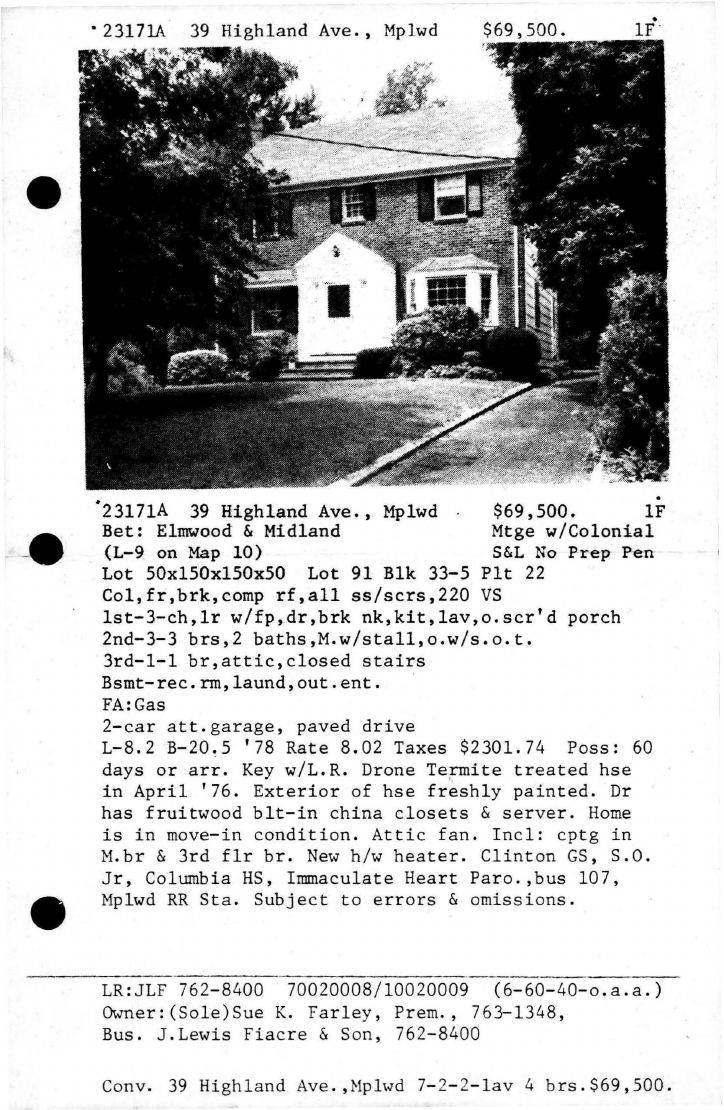 23171A 39 Highland Ave., Mplwd $69,500. 1F
23171A 39 Highland Ave., Mplwd $69,500. 1F
Bet: Elmwood & Midland Mtge w/Colonial
(L-9 on Map 10) S&L No Prep Pen
Lot 50x150x150x50 Lot 91 Blk 33-5 Plt 22
Col,fr,brk,comp rf,all ss/scrs,220 VS
1st-3-ch,lr w/fp,dr,brk nk,kit,lav,o.scr'd porch
2nd-3-3 brs,2 baths,M.w/stall,o.w/s.o.t.
3rd-1-1 br,attic,closed stairs
Bsmt-rec.rm,laund,out.ent.
FA:Gas
2-car att.garage, paved drive
L-8.2 B-20.5 '78 Rate 8.02 Taxes $2301.74 Poss: 60
days or arr. Key w/L.R. Drone Termite treated hse
in April '76. Exterior of hse freshly painted. Dr
has fruitwood blt-in china closets & server. Home
is in move-in condition. Attic fan. Incl: cptg in
M.br & 3rd flr br. New h/w heater. Clinton GS, S.O.
Jr, Columbia HS, Immaculate Heart Paro.,bus 107,
Mplwd RR Sta. Subject to errors & omissions.
LR:JLF 762-8400 70020008/10020009 (6-60-40-o.a.a.)
Owner:(Sole)Sue K. Farley, Prem., 763-1348,
Bus. J.Lewis Fiacre & Son, 762-8400
Conv. 39 Highland Ave.,Mplwd 7-2-2-lav 4 brs.$69,500.